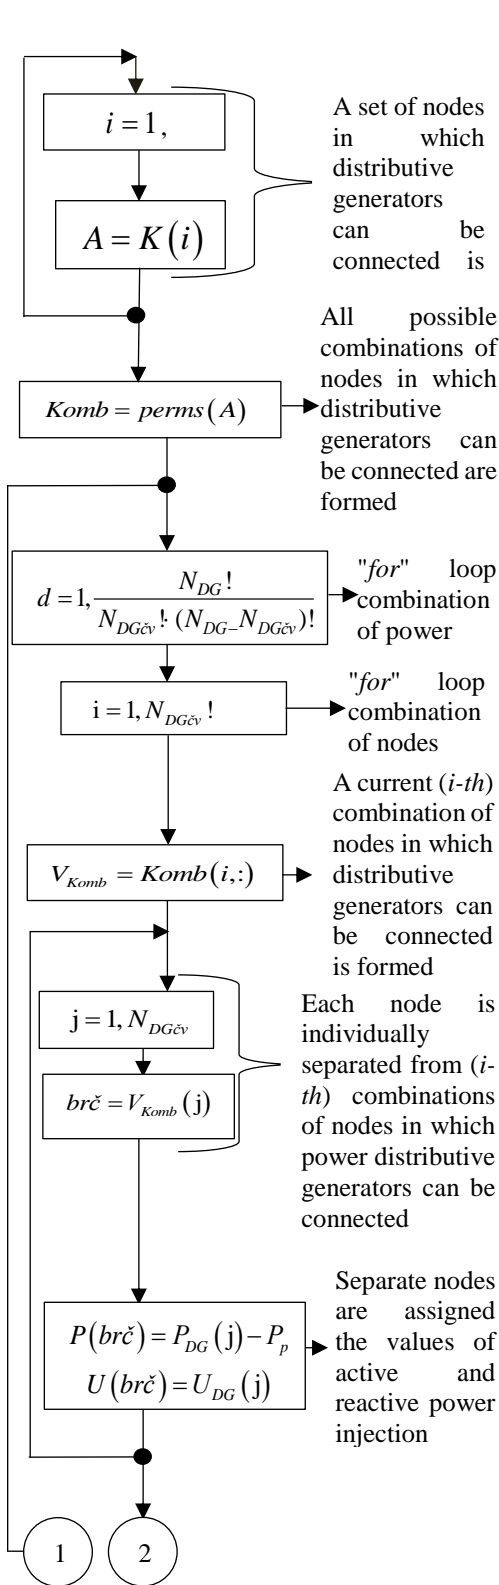 i = 1,
A = K(i)
A set of nodes
in which
distributive
generators
can be
connected is
All possible
combinations of
nodes in which
distributive
generators can
be connected are
formed
Komb = perms(A)
d = 1, N_DG! / N_DGčv!·(N_DG−N_DGčv)!
"for" loop
combination
of power
i = 1, N_DGčv!
"for" loop
combination
of nodes
A current (i-th)
combination of
nodes in which
distributive
generators can
be connected
is formed
V_Komb = Komb(i,:)
j = 1, N_DGčv
brč = V_Komb(j)
Each node is
individually
separated from (i-
th) combinations
of nodes in which
power distributive
generators can be
connected
P(brč) = P_DG(j) − P_p
U(brč) = U_DG(j)
Separate nodes
are assigned
the values of
active and
reactive power
injection
1 2